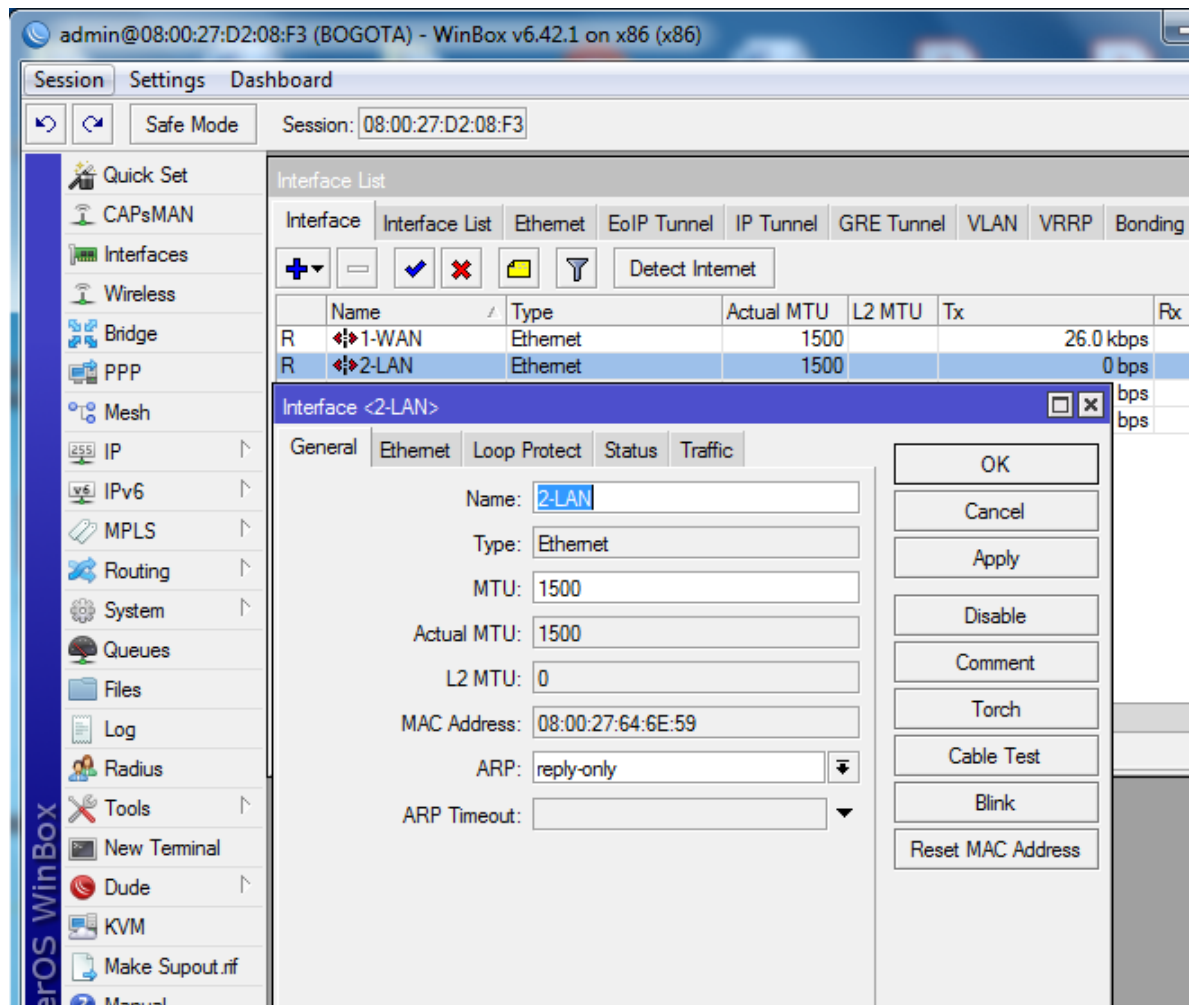 admin@08:00:27:D2:08:F3 (BOGOTA) - WinBox v6.42.1 on x86 (x86)
Session Settings Dashboard
Safe Mode Session: 08:00:27:D2:08:F3
Quick Set
CAPsMAN
Interfaces
Wireless
Bridge
PPP
Mesh
IP
IPv6
MPLS
Routing
System
Queues
Files
Log
Radius
Tools
New Terminal
Dude
KVM
Make Supout.rif
Manual
erOS WinBox
Interface List
Interface Interface List Ethernet EoIP Tunnel IP Tunnel GRE Tunnel VLAN VRRP Bonding
Detect Internet
Name Type Actual MTU L2 MTU Tx Rx
R 1-WAN Ethernet 1500 26.0 kbps
R 2-LAN Ethernet 1500 0 bps
bps
bps
Interface <2-LAN>
General Ethernet Loop Protect Status Traffic
Name: 2-LAN
Type: Ethernet
MTU: 1500
Actual MTU: 1500
L2 MTU: 0
MAC Address: 08:00:27:64:6E:59
ARP: reply-only
ARP Timeout:
OK
Cancel
Apply
Disable
Comment
Torch
Cable Test
Blink
Reset MAC Address